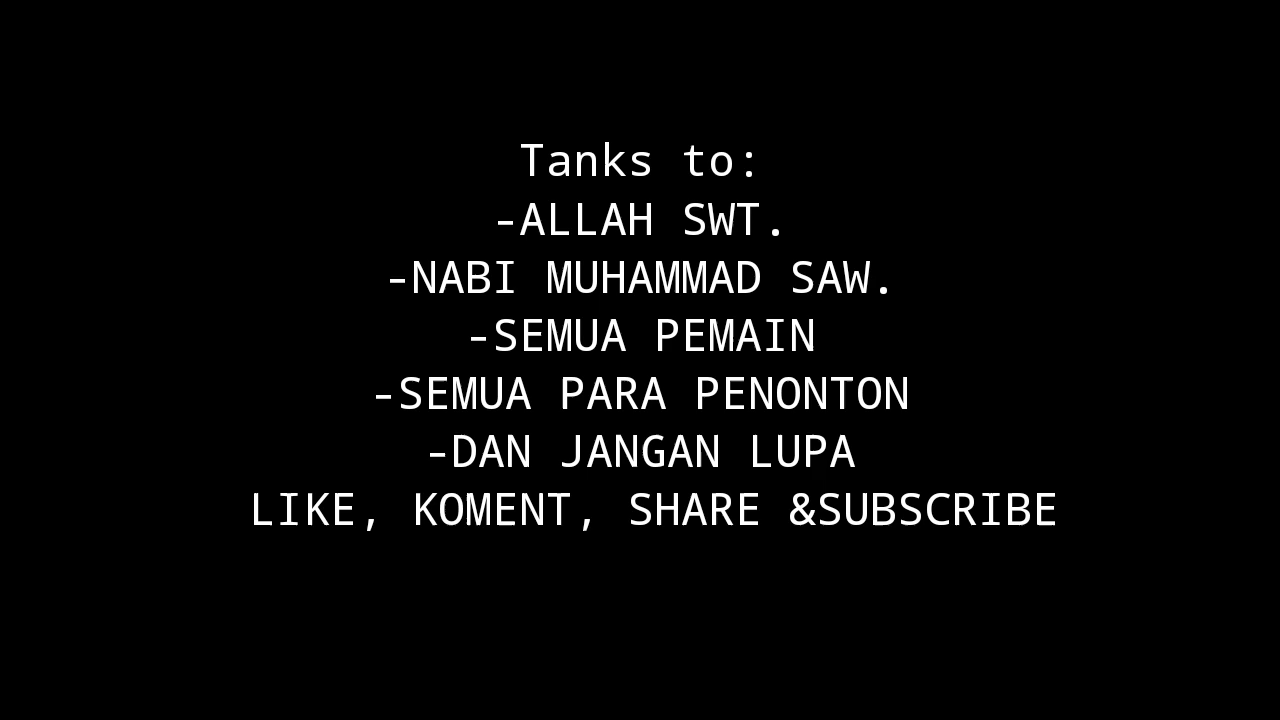 Tanks to:
-ALLAH SWT.
-NABI MUHAMMAD SAW.
-SEMUA PEMAIN
-SEMUA PARA PENONTON
-DAN JANGAN LUPA
LIKE, KOMENT, SHARE &SUBSCRIBE